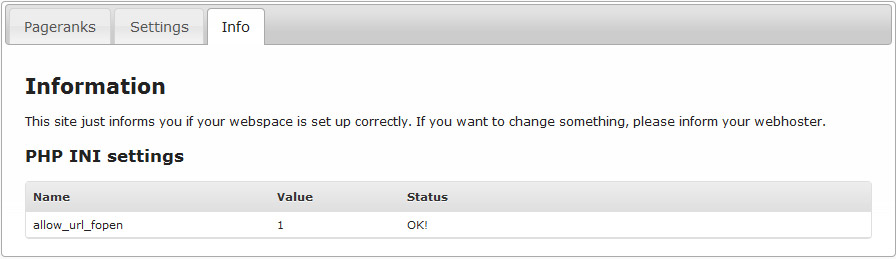 Pageranks Settings Info
Information
This site just informs you if your webspace is set up correctly. If you want to change something, please inform your webhoster.
PHP INI settings
Name Value Status
allow_url_fopen 1 OK!